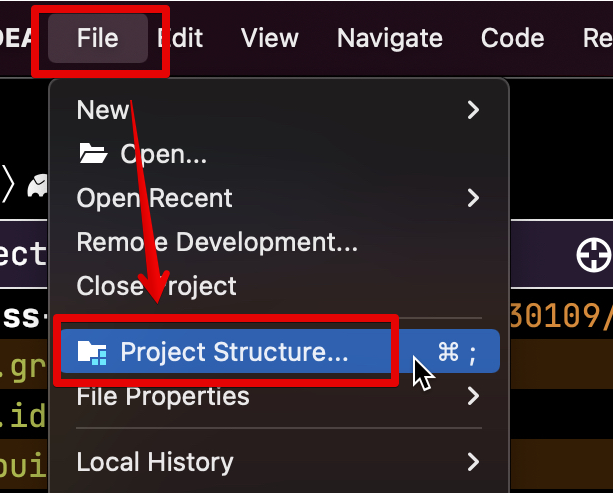 DEA File Edit View Navigate Code Re
New
Open...
Open Recent
Remote Development...
ect
Close Project
ss- 30109/
Project Structure... ⌘ ;
.gr
File Properties
.id
Local History
oui